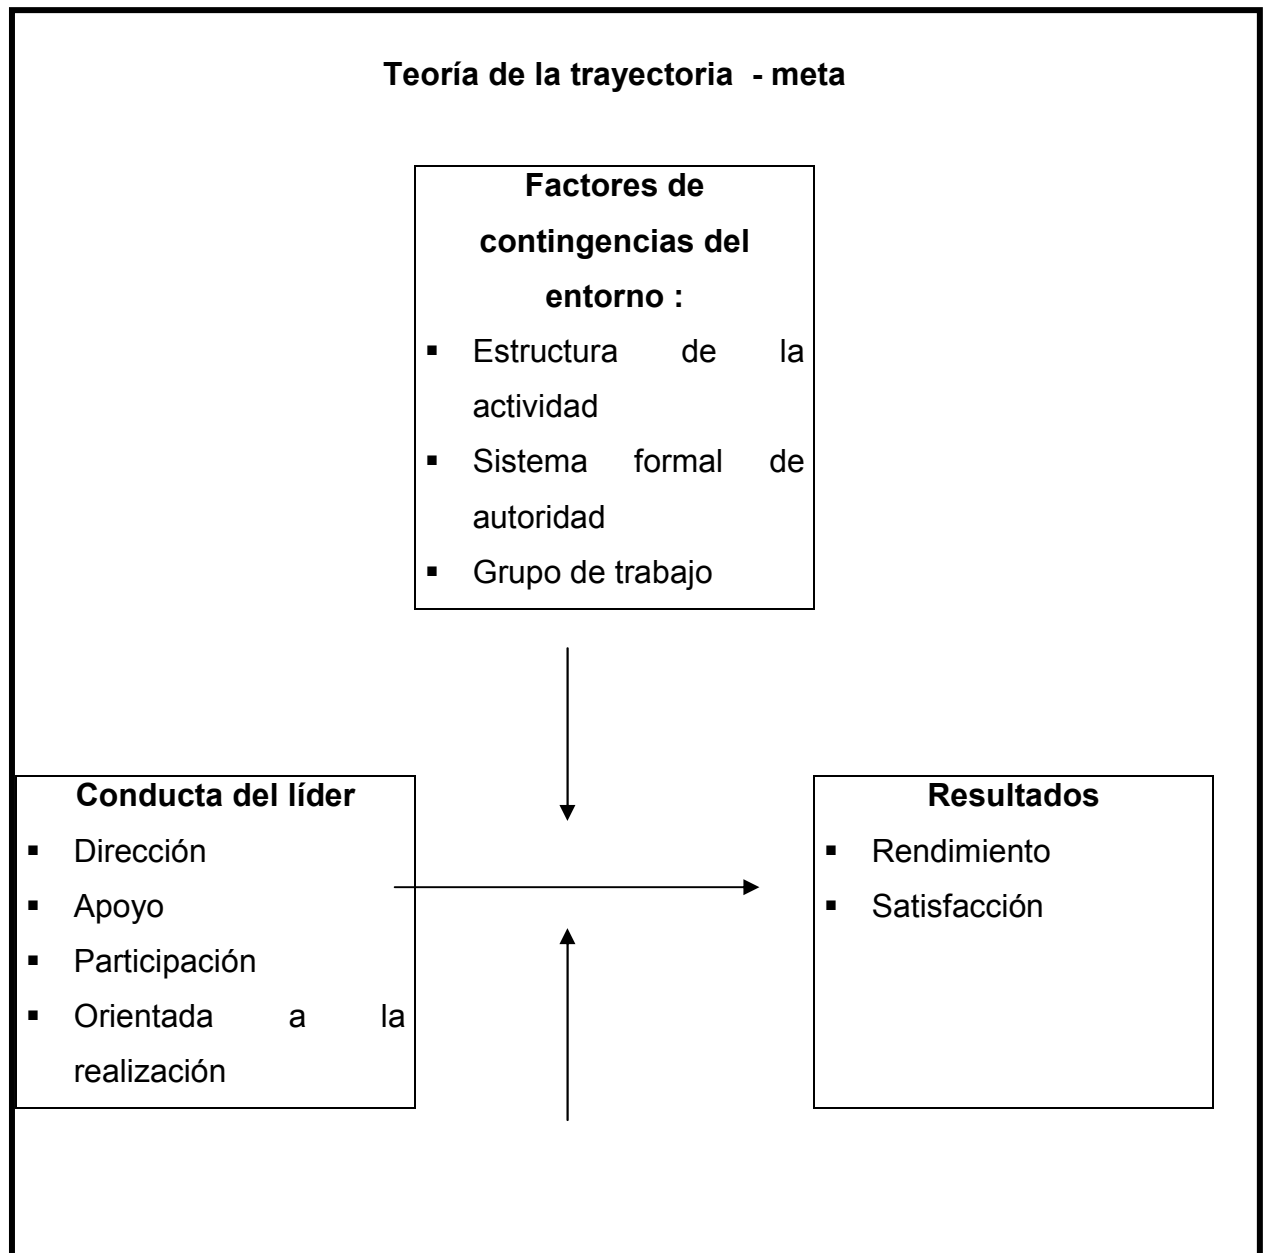 Teoría de la trayectoria - meta
Factores de
contingencias del
entorno :
▪ Estructura de la
actividad
▪ Sistema formal de
autoridad
▪ Grupo de trabajo
Conducta del líder
▪ Dirección
▪ Apoyo
▪ Participación
▪ Orientada a la
realización
Resultados
▪ Rendimiento
▪ Satisfacción